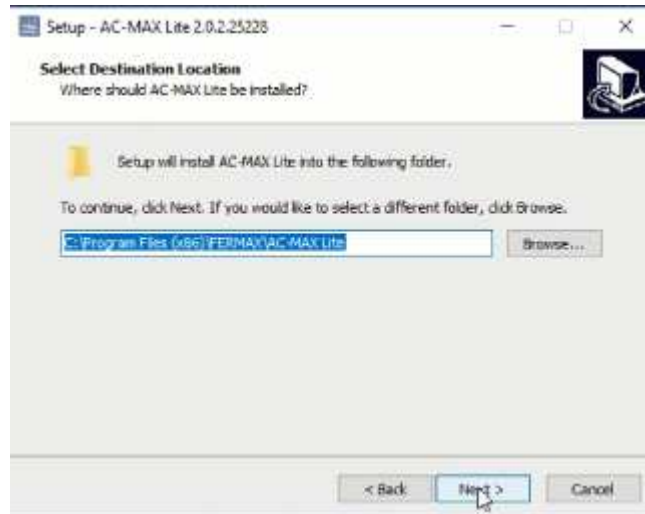 Setup - AC-MAX Lite 2.0.2.25228
Select Destination Location
Where should AC-MAX Lite be installed?
Setup will install AC-MAX Lite into the following folder.
To continue, click Next. If you would like to select a different folder, click Browse.
C:\Program Files (x86)\FERMAX\AC-MAX Lite
Browse...
< Back
Next >
Cancel